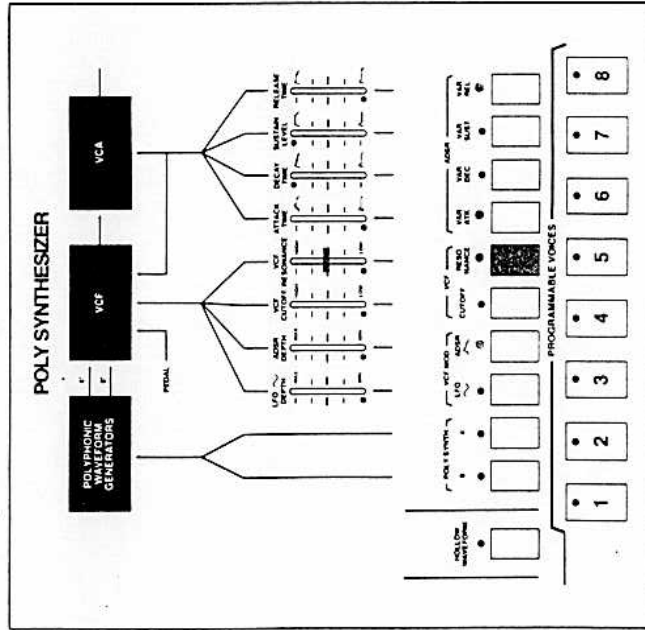 POLY SYNTHESIZER
POLYPHONIC
WAVEFORM
GENERATORS
VCF
VCA
PEDAL
LFO
DEPTH
ADSR
DEPTH
VCF
CUTOFF
VCF
RESONANCE
ATTACK
TIME
DECAY
TIME
SUSTAIN
LEVEL
RELEASE
TIME
HOLLOW
WAVEFORM
POLY SYNTH
VCF MOD
VCF
ADSR
LFO
ADSR
CUTOFF
RESO
NANCE
VAR
ATK
VAR
DEC
VAR
SUST
VAR
REL
PROGRAMMABLE VOICES
1
2
3
4
5
6
7
8